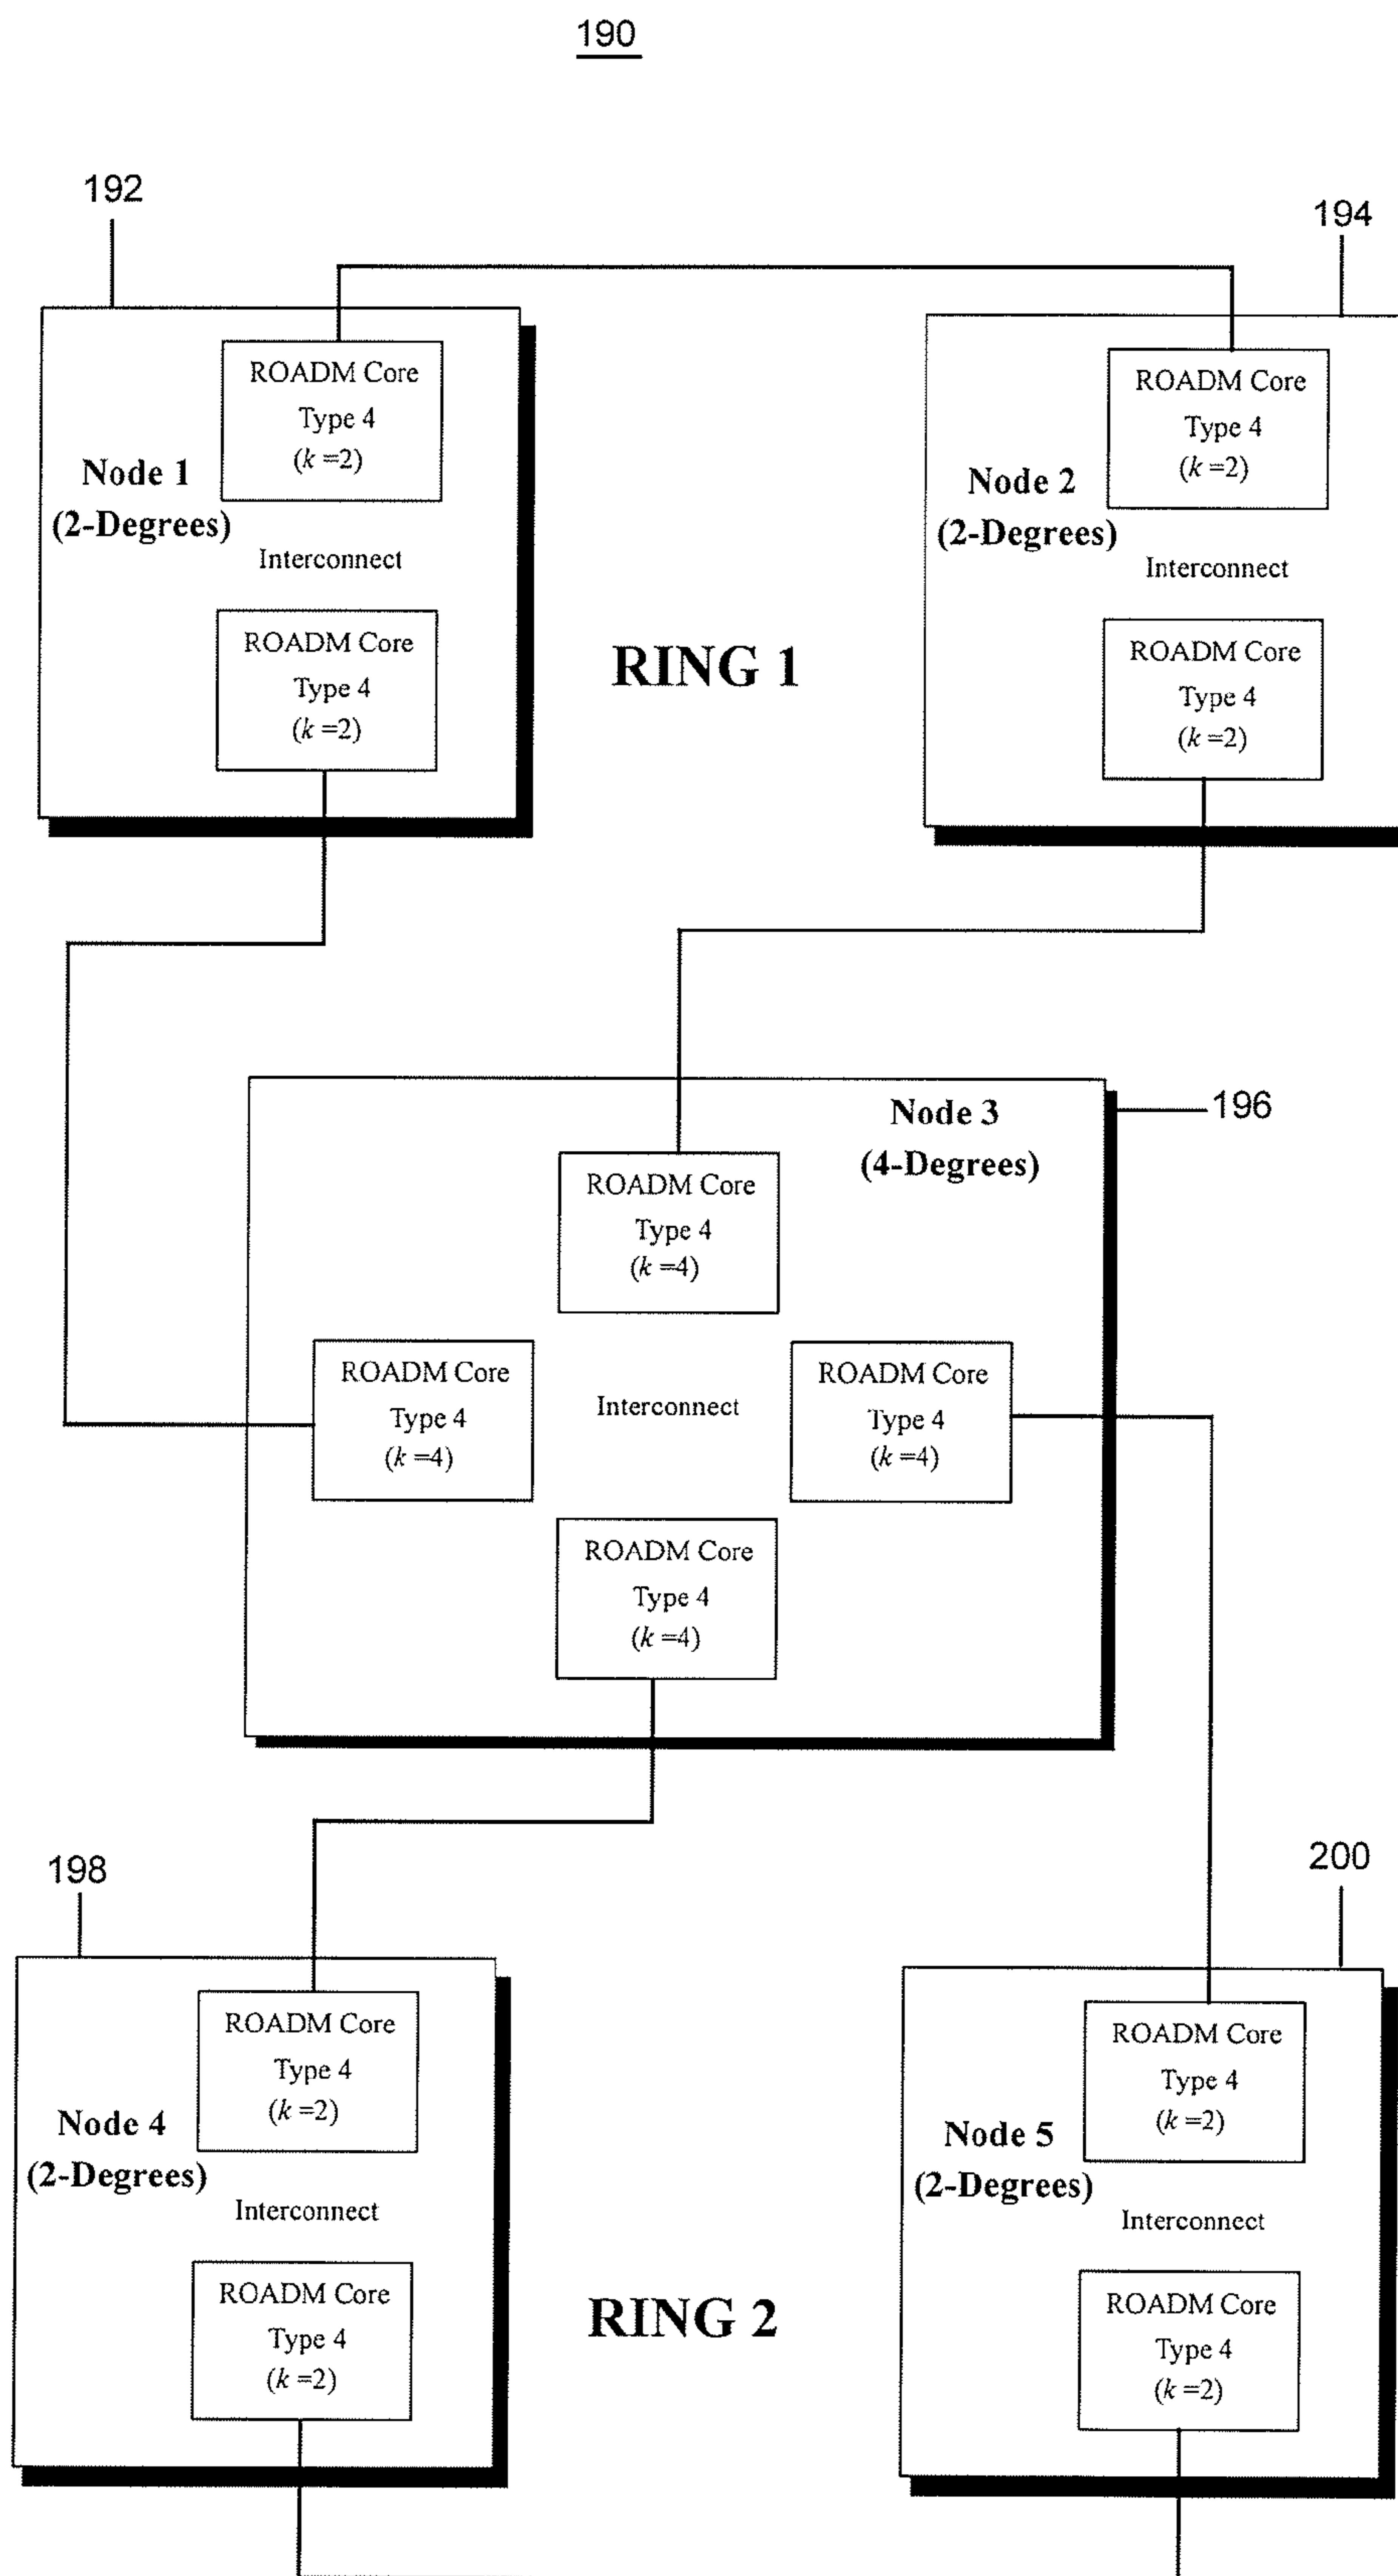 190
192
194
ROADM Core
Type 4
(k =2)
Node 1
(2-Degrees)
Interconnect
ROADM Core
Type 4
(k =2)
ROADM Core
Type 4
(k =2)
Node 2
(2-Degrees)
Interconnect
ROADM Core
Type 4
(k =2)
RING 1
Node 3
(4-Degrees)
196
ROADM Core
Type 4
(k =4)
ROADM Core
Type 4
(k =4)
Interconnect
ROADM Core
Type 4
(k =4)
ROADM Core
Type 4
(k =4)
198
200
ROADM Core
Type 4
(k =2)
Node 4
(2-Degrees)
Interconnect
ROADM Core
Type 4
(k =2)
ROADM Core
Type 4
(k =2)
Node 5
(2-Degrees)
Interconnect
ROADM Core
Type 4
(k =2)
RING 2